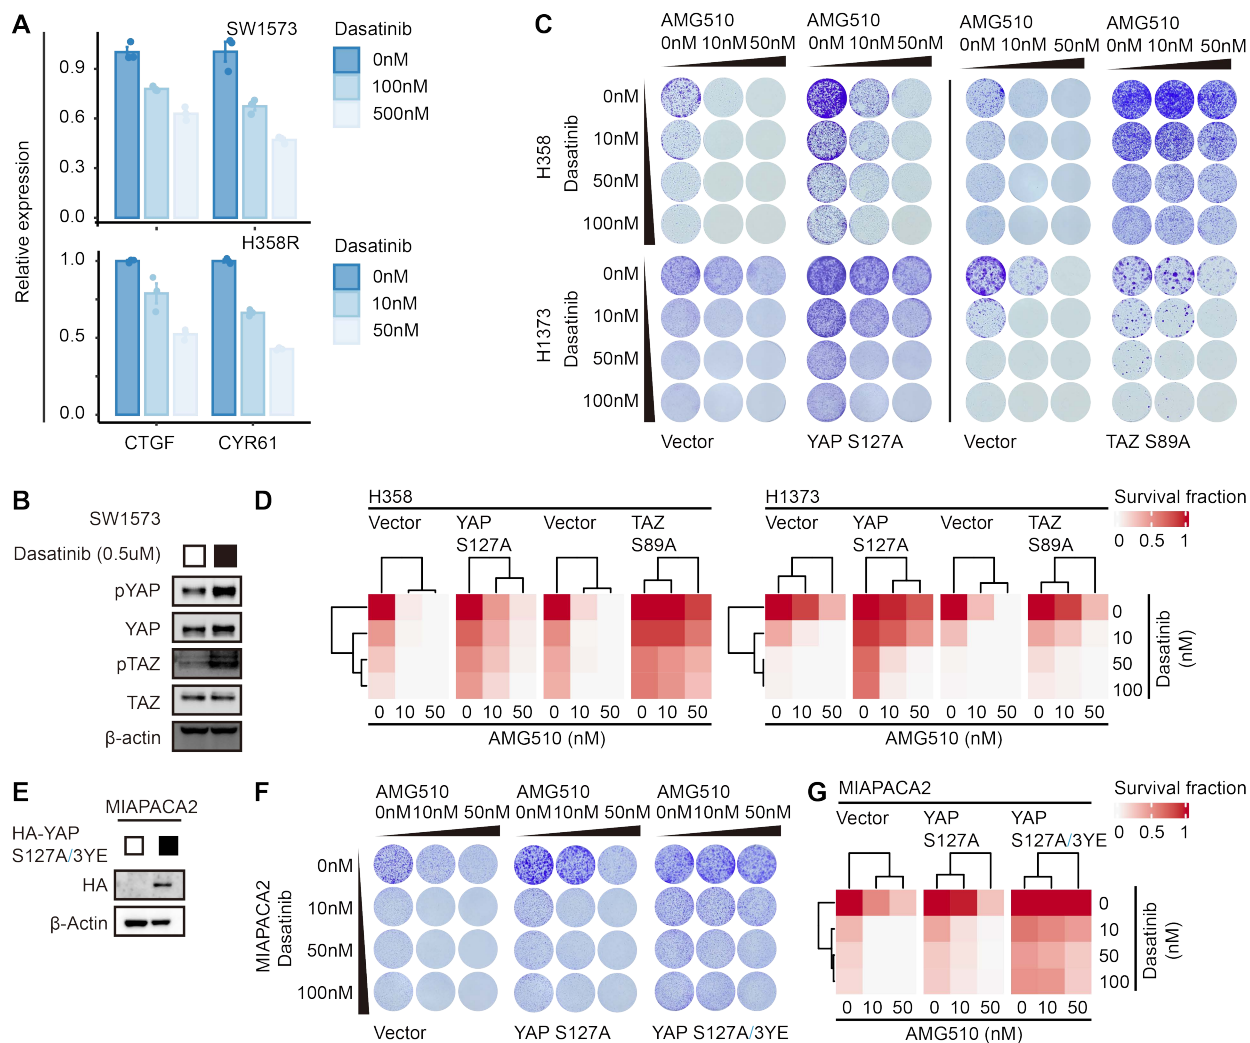 A
SW1573
Dasatinib
0nM
100nM
500nM
0.9
0.6
0.3
0.0
Relative expression
H358R
Dasatinib
0nM
10nM
50nM
1.0
0.5
0.0
CTGF CYR61
C
AMG510 AMG510 AMG510 AMG510
0nM 10nM 50nM 0nM 10nM 50nM 0nM 10nM 50nM 0nM 10nM 50nM
H358
Dasatinib
0nM
10nM
50nM
100nM
H1373
Dasatinib
0nM
10nM
50nM
100nM
Vector YAP S127A Vector TAZ S89A
B
SW1573
Dasatinib (0.5uM)
pYAP
YAP
pTAZ
TAZ
β-actin
D
H358
Vector YAP S127A Vector TAZ S89A
0 10 50 0 10 50 0 10 50 0 10 50
AMG510 (nM)
H1373
Vector YAP S127A Vector TAZ S89A
0
10
50
100
Dasatinib
(nM)
0 10 50 0 10 50 0 10 50 0 10 50
AMG510 (nM)
Survival fraction
0 0.5 1
E
MIAPACA2
HA-YAP
S127A/3YE
HA
β-Actin
F
AMG510 AMG510 AMG510
0nM 10nM 50nM 0nM 10nM 50nM 0nM 10nM 50nM
MIAPACA2
Dasatinib
0nM
10nM
50nM
100nM
Vector YAP S127A YAP S127A/3YE
G
MIAPACA2
Vector YAP YAP
S127A S127A/3YE
0
10
50
100
Dasatinib
(nM)
0 10 50 0 10 50 0 10 50
AMG510 (nM)
Survival fraction
0 0.5 1